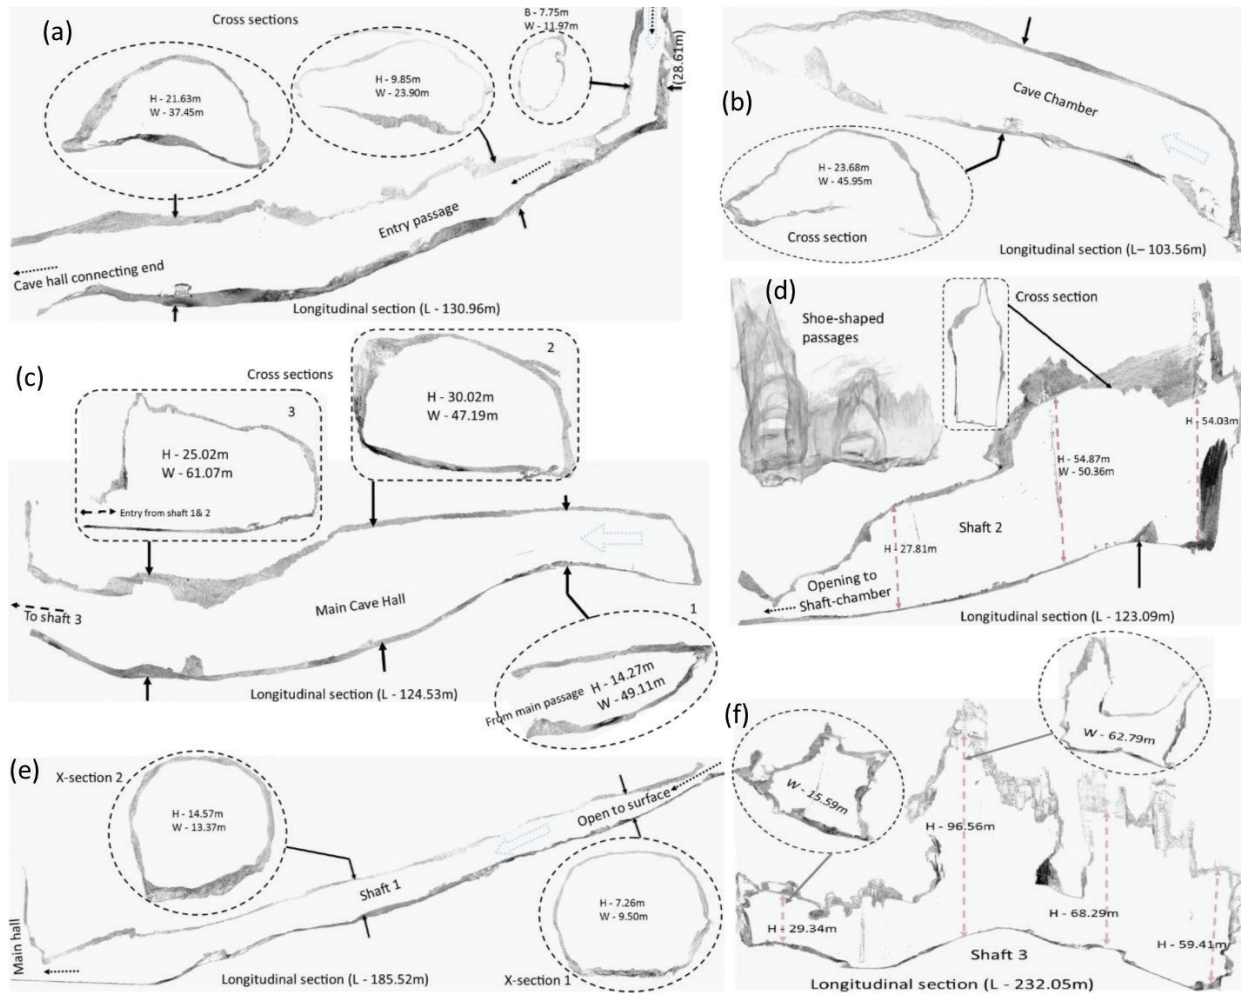 (a)
Cross sections
B - 7.75m
W - 11.97m
(28.61m)
H - 21.63m
W - 37.45m
H - 9.85m
W - 23.90m
Entry passage
Cave hall connecting end
Longitudinal section (L - 130.96m)
(b)
Cave Chamber
H - 23.68m
W - 45.95m
Cross section
Longitudinal section (L– 103.56m)
(c)
Cross sections
3
H - 25.02m
W - 61.07m
Entry from shaft 1& 2
2
H - 30.02m
W - 47.19m
Main Cave Hall
To shaft 3
Longitudinal section (L - 124.53m)
1
From main passage
H - 14.27m
W - 49.11m
(d)
Shoe-shaped
passages
Cross section
H - 54.03m
H - 54.87m
W - 50.36m
Shaft 2
H - 27.81m
Opening to
Shaft-chamber
Longitudinal section (L - 123.09m)
(e)
X-section 2
H - 14.57m
W - 13.37m
Open to surface
Shaft 1
H - 7.26m
W - 9.50m
Main hall
Longitudinal section (L - 185.52m)
X-section 1
(f)
W - 15.59m
W - 62.79m
H - 96.56m
H - 29.34m
H - 68.29m
H - 59.41m
Shaft 3
Longitudinal section (L - 232.05m)